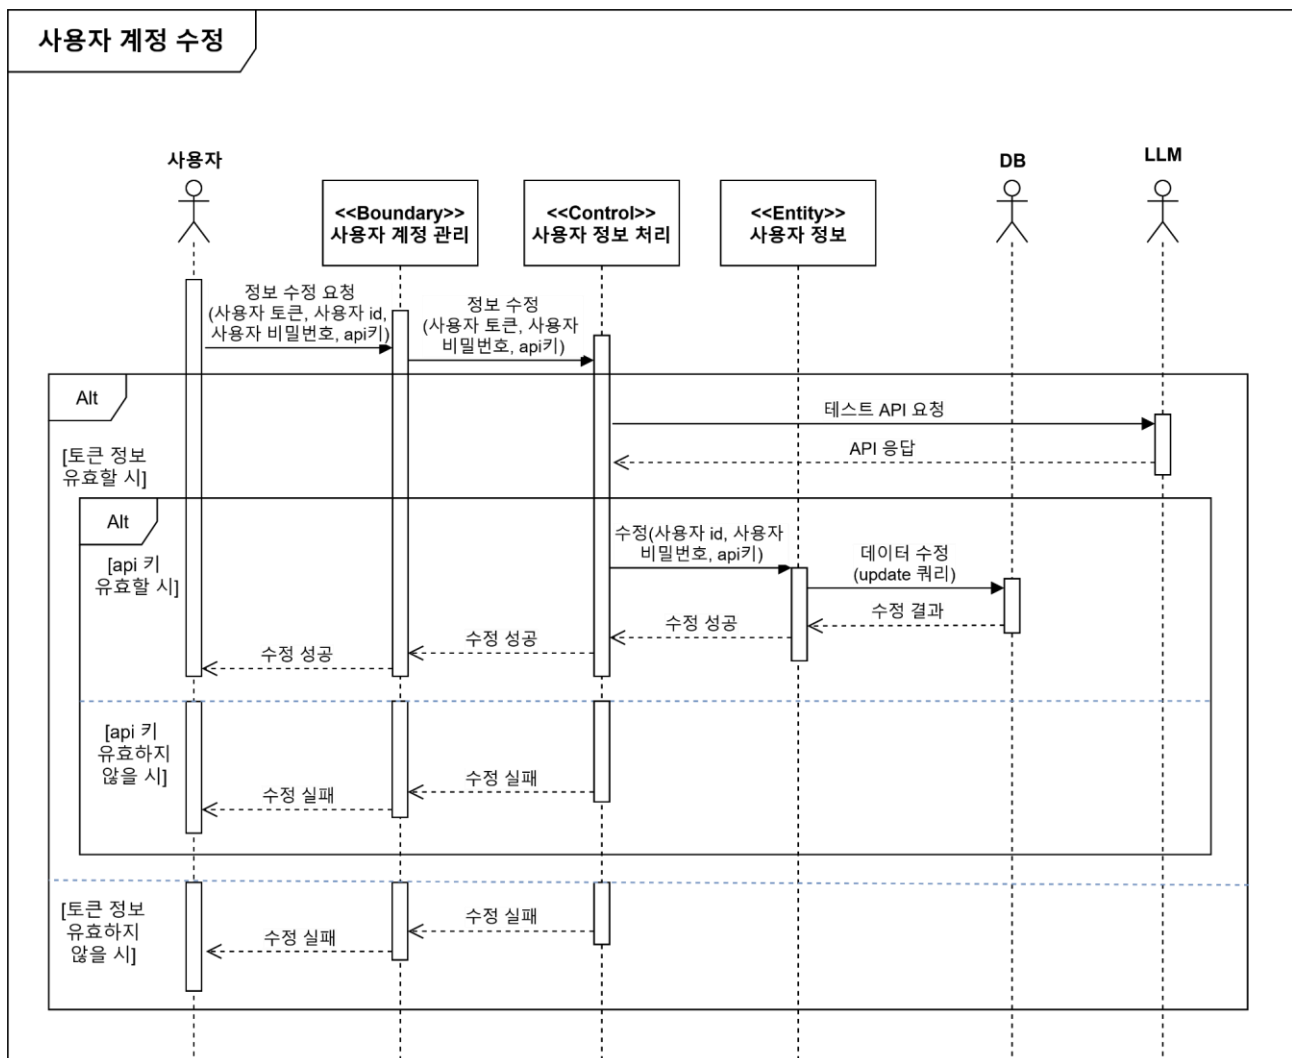 사용자 계정 수정
사용자
DB
LLM
<<Boundary>>
사용자 계정 관리
<<Control>>
사용자 정보 처리
<<Entity>>
사용자 정보
정보 수정 요청
(사용자 토큰, 사용자 id,
사용자 비밀번호, api키)
정보 수정
(사용자 토큰, 사용자
비밀번호, api키)
Alt
[토큰 정보
유효할 시]
테스트 API 요청
API 응답
Alt
[api 키
유효할 시]
수정(사용자 id, 사용자
비밀번호, api키)
데이터 수정
(update 쿼리)
수정 결과
수정 성공
수정 성공
수정 성공
[api 키
유효하지
않을 시]
수정 실패
수정 실패
[토큰 정보
유효하지
않을 시]
수정 실패
수정 실패